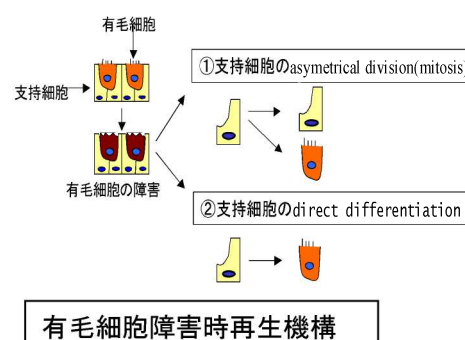 有毛細胞
①支持細胞のasymetrical division(mitosis)
支持細胞
有毛細胞の障害
②支持細胞のdirect differentiation
有毛細胞障害時再生機構